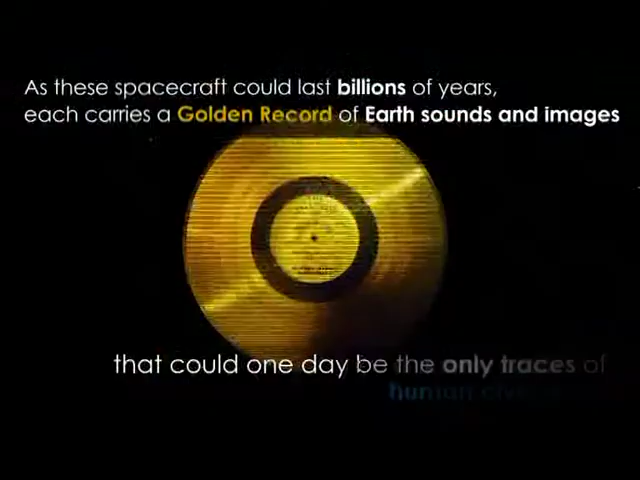 As these spacecraft could last billions of years,
each carries a Golden Record of Earth sounds and images
that could one day be the only traces of
human